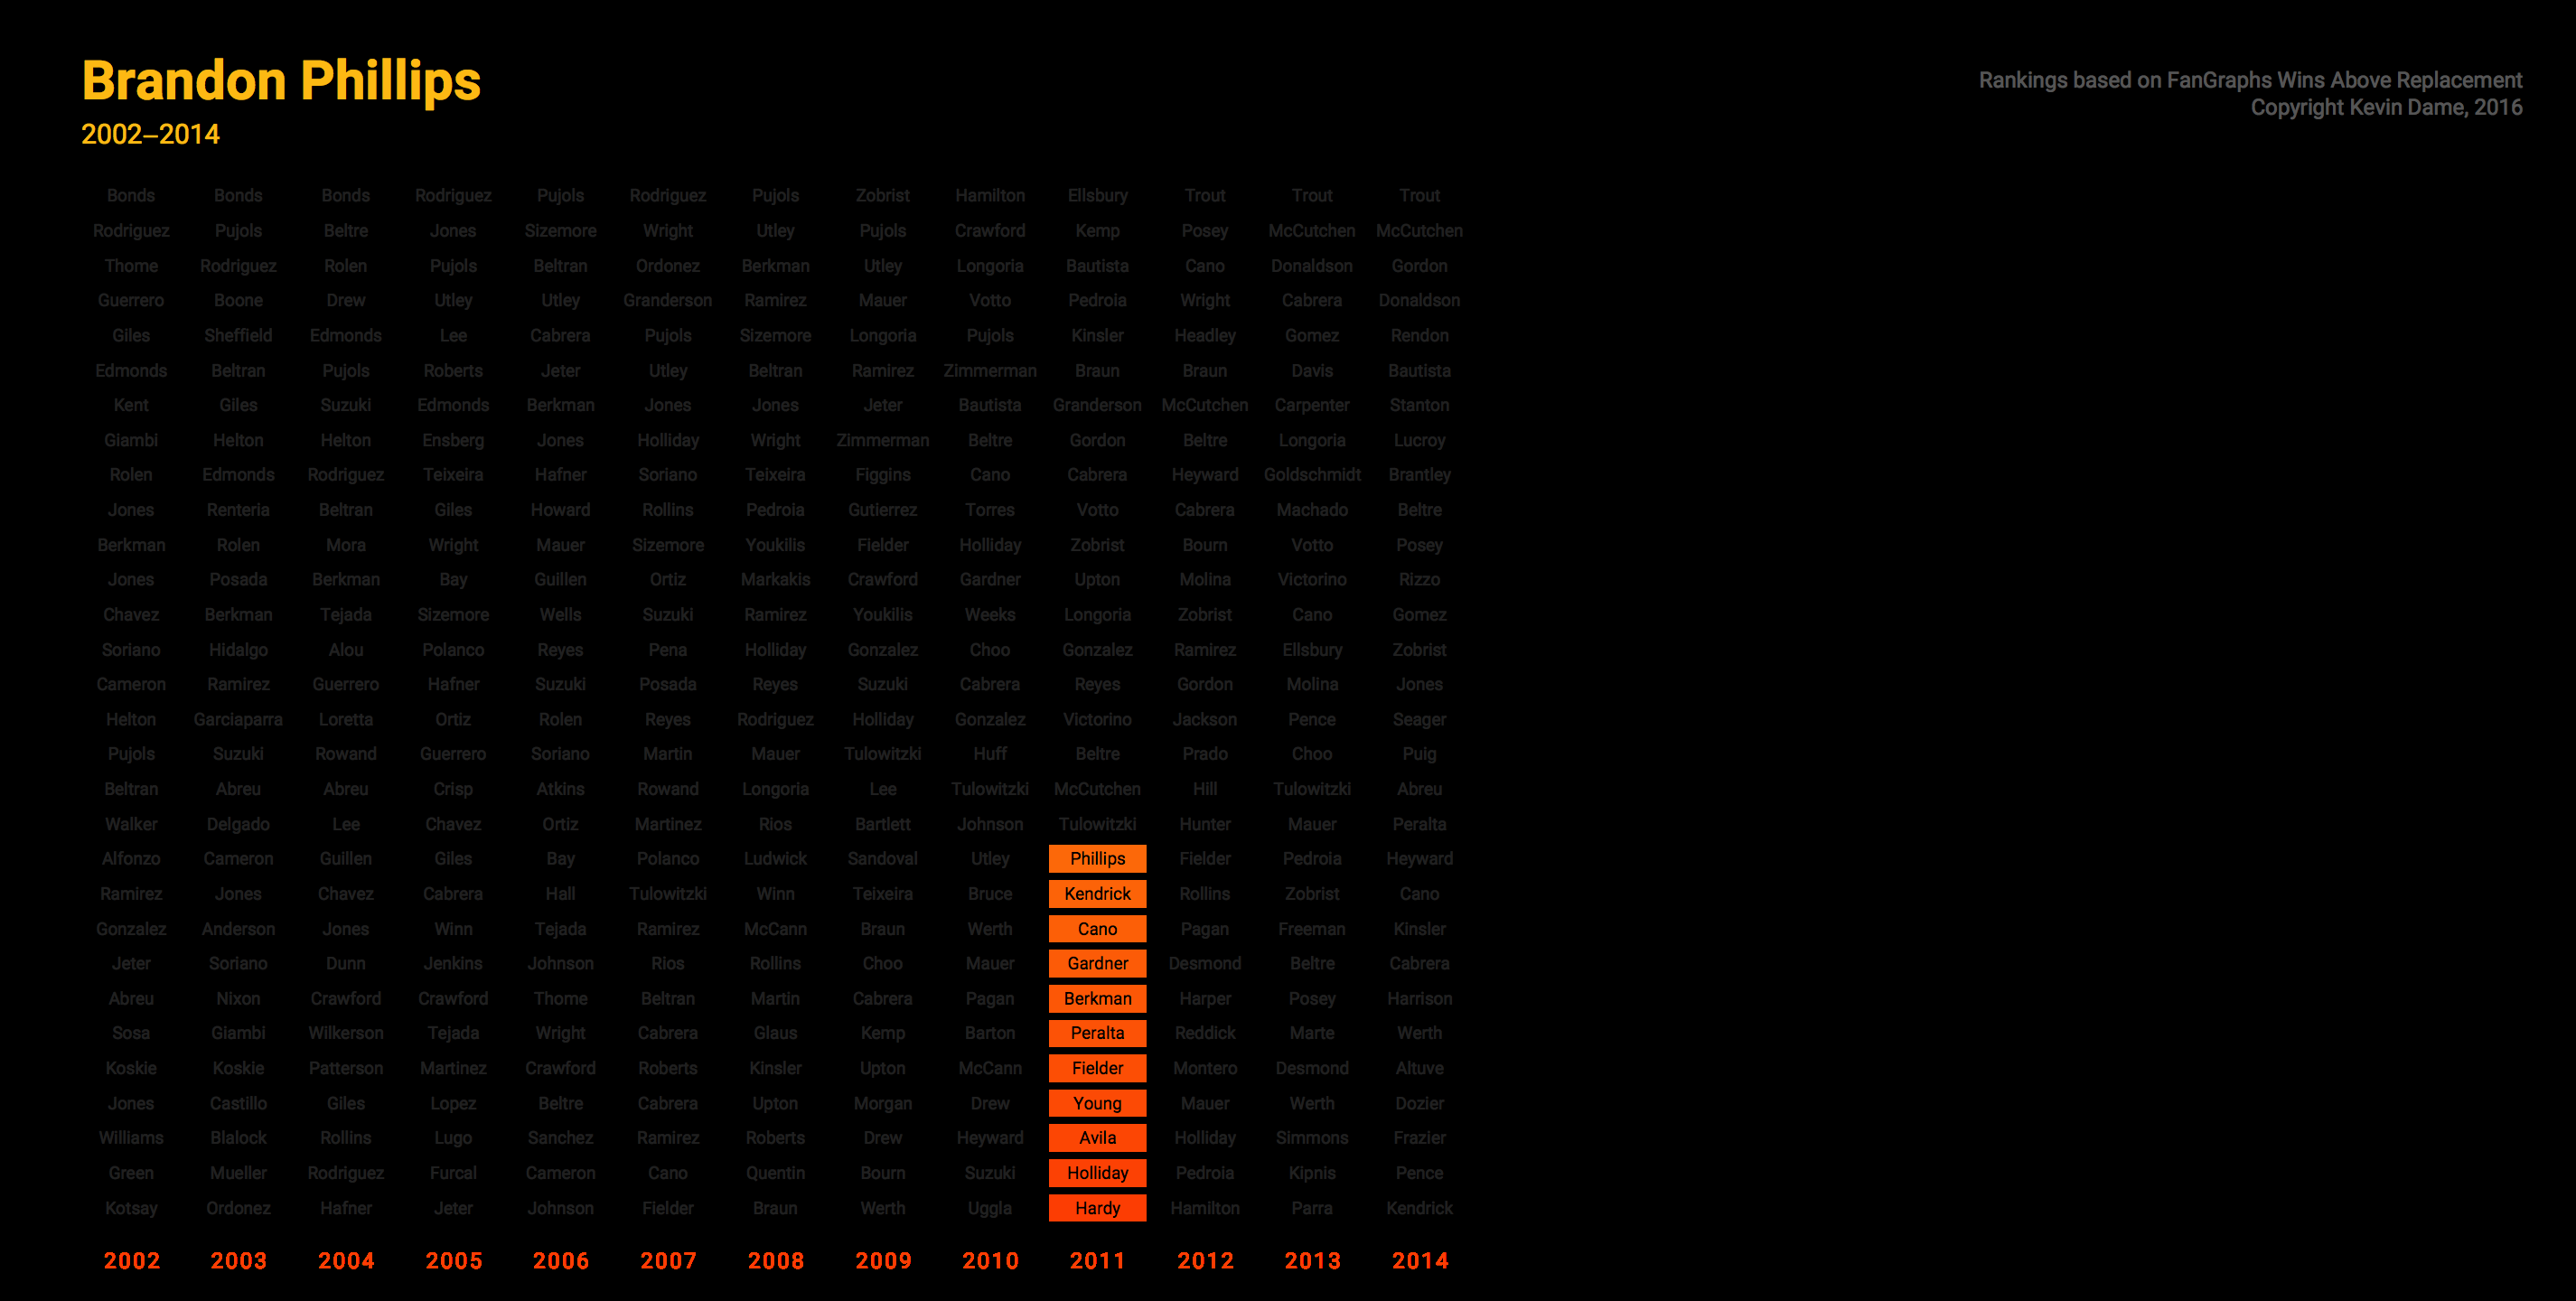 Brandon Phillips
2002–2014
Rankings based on FanGraphs Wins Above Replacement
Copyright Kevin Dame, 2016
Bonds Bonds Bonds Rodriguez Pujols Rodriguez Pujols Zobrist Hamilton Ellsbury Trout Trout Trout
Rodriguez Pujols Beltre Jones Sizemore Wright Utley Pujols Crawford Kemp Posey McCutchen McCutchen
Thome Rodriguez Rolen Pujols Beltran Ordonez Berkman Utley Longoria Bautista Cano Donaldson Gordon
Guerrero Boone Drew Utley Utley Granderson Ramirez Mauer Votto Pedroia Wright Cabrera Donaldson
Giles Sheffield Edmonds Lee Cabrera Pujols Sizemore Longoria Pujols Kinsler Headley Gomez Rendon
Edmonds Beltran Pujols Roberts Jeter Utley Beltran Ramirez Zimmerman Braun Braun Davis Bautista
Kent Giles Suzuki Edmonds Berkman Jones Jones Jeter Bautista Granderson McCutchen Carpenter Stanton
Giambi Helton Helton Ensberg Jones Holliday Wright Zimmerman Beltre Gordon Beltre Longoria Lucroy
Rolen Edmonds Rodriguez Teixeira Hafner Soriano Teixeira Figgins Cano Cabrera Heyward Goldschmidt Brantley
Jones Renteria Beltran Giles Howard Rollins Pedroia Gutierrez Torres Votto Cabrera Machado Beltre
Berkman Rolen Mora Wright Mauer Sizemore Youkilis Fielder Holliday Zobrist Bourn Votto Posey
Jones Posada Berkman Bay Guillen Ortiz Markakis Crawford Gardner Upton Molina Victorino Rizzo
Chavez Berkman Tejada Sizemore Wells Suzuki Ramirez Youkilis Weeks Longoria Zobrist Cano Gomez
Soriano Hidalgo Alou Polanco Reyes Pena Holliday Gonzalez Choo Gonzalez Ramirez Ellsbury Zobrist
Cameron Ramirez Guerrero Hafner Suzuki Posada Reyes Suzuki Cabrera Reyes Gordon Molina Jones
Helton Garciaparra Loretta Ortiz Rolen Reyes Rodriguez Holliday Gonzalez Victorino Jackson Pence Seager
Pujols Suzuki Rowand Guerrero Soriano Martin Mauer Tulowitzki Huff Beltre Prado Choo Puig
Beltran Abreu Abreu Crisp Atkins Rowand Longoria Lee Tulowitzki McCutchen Hill Tulowitzki Abreu
Walker Delgado Lee Chavez Ortiz Martinez Rios Bartlett Johnson Tulowitzki Hunter Mauer Peralta
Alfonzo Cameron Guillen Giles Bay Polanco Ludwick Sandoval Utley Phillips Fielder Pedroia Heyward
Ramirez Jones Chavez Cabrera Hall Tulowitzki Winn Teixeira Bruce Kendrick Rollins Zobrist Cano
Gonzalez Anderson Jones Winn Tejada Ramirez McCann Braun Werth Cano Pagan Freeman Kinsler
Jeter Soriano Dunn Jenkins Johnson Rios Rollins Choo Mauer Gardner Desmond Beltre Cabrera
Abreu Nixon Crawford Crawford Thome Beltran Martin Cabrera Pagan Berkman Harper Posey Harrison
Sosa Giambi Wilkerson Tejada Wright Cabrera Glaus Kemp Barton Peralta Reddick Marte Werth
Koskie Koskie Patterson Martinez Crawford Roberts Kinsler Upton McCann Fielder Montero Desmond Altuve
Jones Castillo Giles Lopez Beltre Cabrera Upton Morgan Drew Young Mauer Werth Dozier
Williams Blalock Rollins Lugo Sanchez Ramirez Roberts Drew Heyward Avila Holliday Simmons Frazier
Green Mueller Rodriguez Furcal Cameron Cano Quentin Bourn Suzuki Holliday Pedroia Kipnis Pence
Kotsay Ordonez Hafner Jeter Johnson Fielder Braun Werth Uggla Hardy Hamilton Parra Kendrick
2002 2003 2004 2005 2006 2007 2008 2009 2010 2011 2012 2013 2014